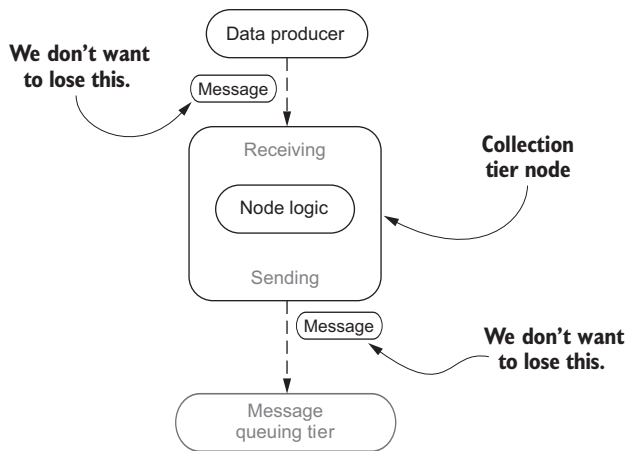 Data producer
We don't want
to lose this.
Message
Receiving
Collection
tier node
Node logic
Sending
Message
We don't want
to lose this.
Message
queuing tier